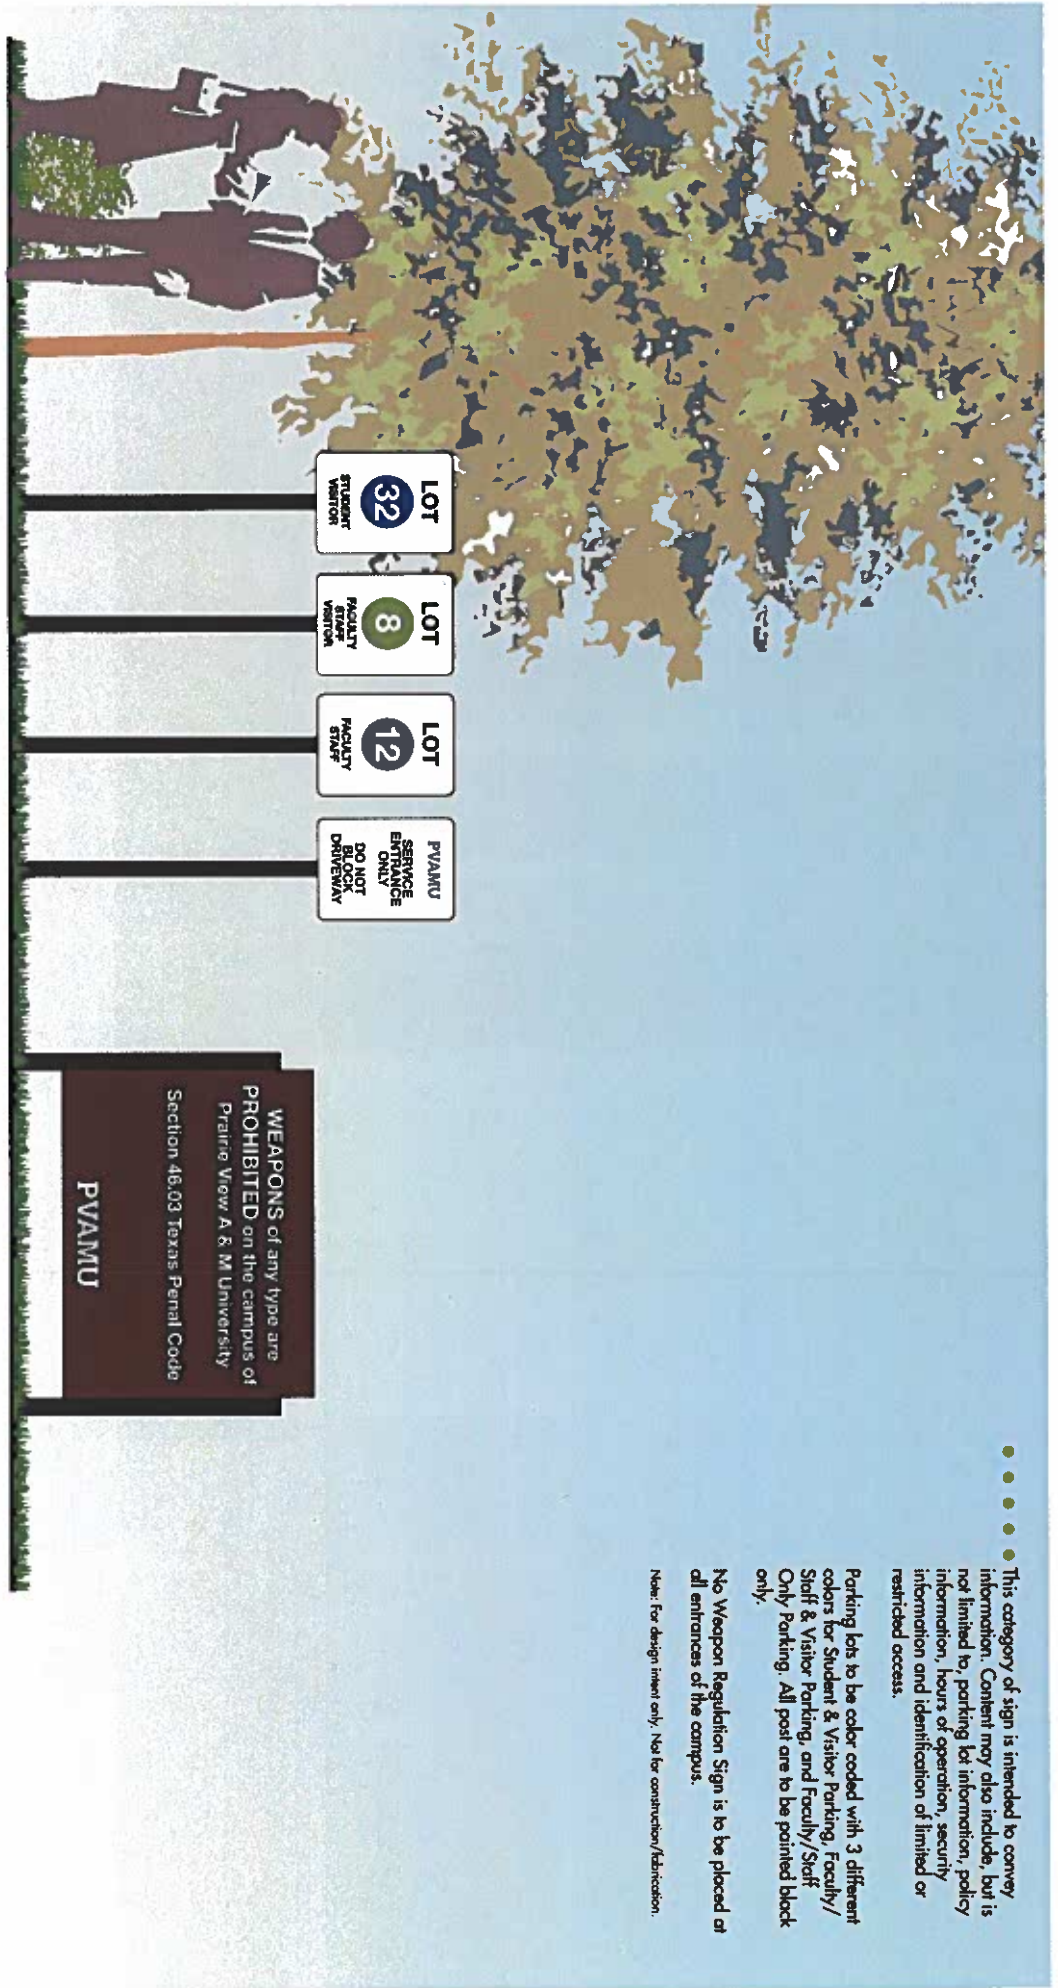 This category of sign is intended to convey
information. Content may also include, but is
not limited to, parking lot information, policy
information, hours of operation, security
information and identification of limited or
restricted access.
Parking lots to be color coded with 3 different
colors for Student & Visitor Parking, Faculty/
Staff & Visitor Parking, and Faculty/Staff
Only Parking. All post are to be painted black
only.
No Weapon Regulation Sign is to be placed at
all entrances of the campus.
Note: For design intent only. Not for construction/fabrication.
LOT
32
STUDENT
VISITOR
LOT
8
FACULTY
STAFF
VISITOR
LOT
12
FACULTY
STAFF
PVAMU
SERVICE
ENTRANCE
ONLY
DO NOT
BLOCK
DRIVEWAY
WEAPONS of any type are
PROHIBITED on the campus of
Prairie View A & M University
Section 46.03 Texas Penal Code
PVAMU